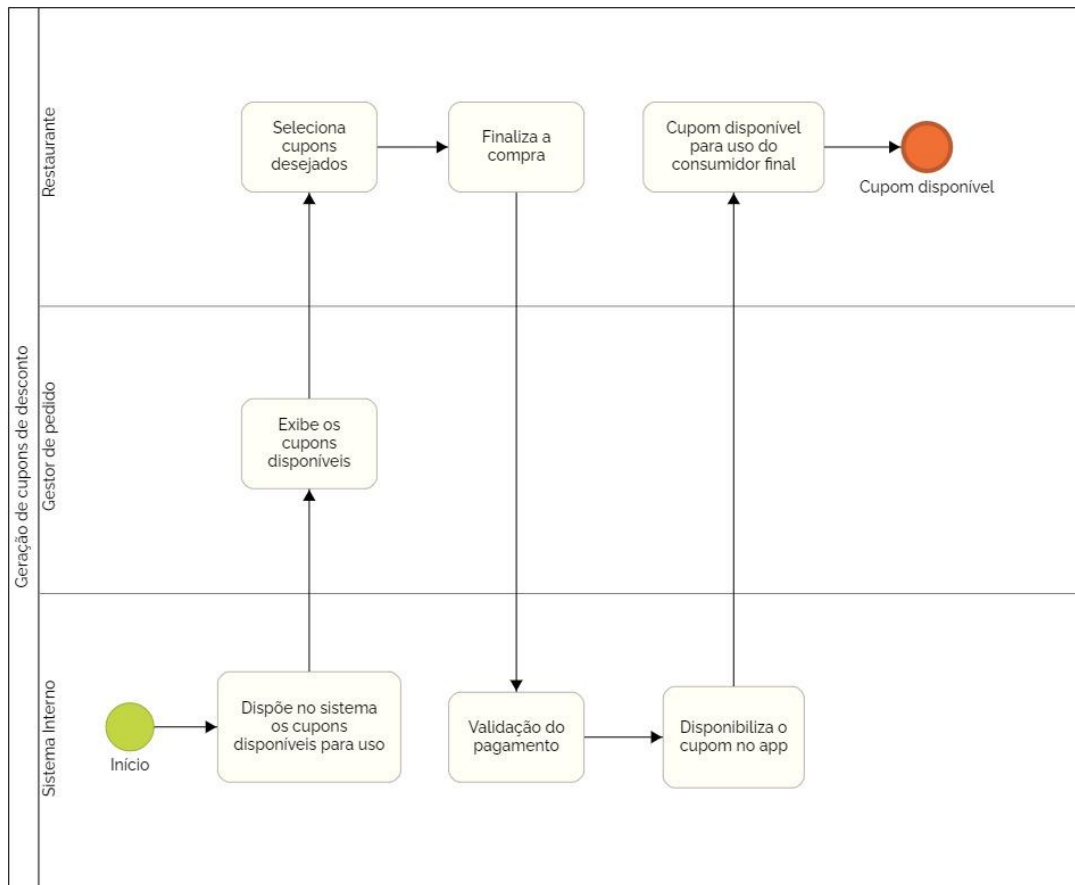 Geração de cupons de desconto
Restaurante
Seleciona
cupons
desejados
Finaliza a
compra
Cupom disponível
para uso do
consumidor final
Cupom disponível
Gestor de pedido
Exibe os
cupons
disponíveis
Sistema Interno
Início
Dispõe no sistema
os cupons
disponíveis para uso
Validação do
pagamento
Disponibiliza o
cupom no app